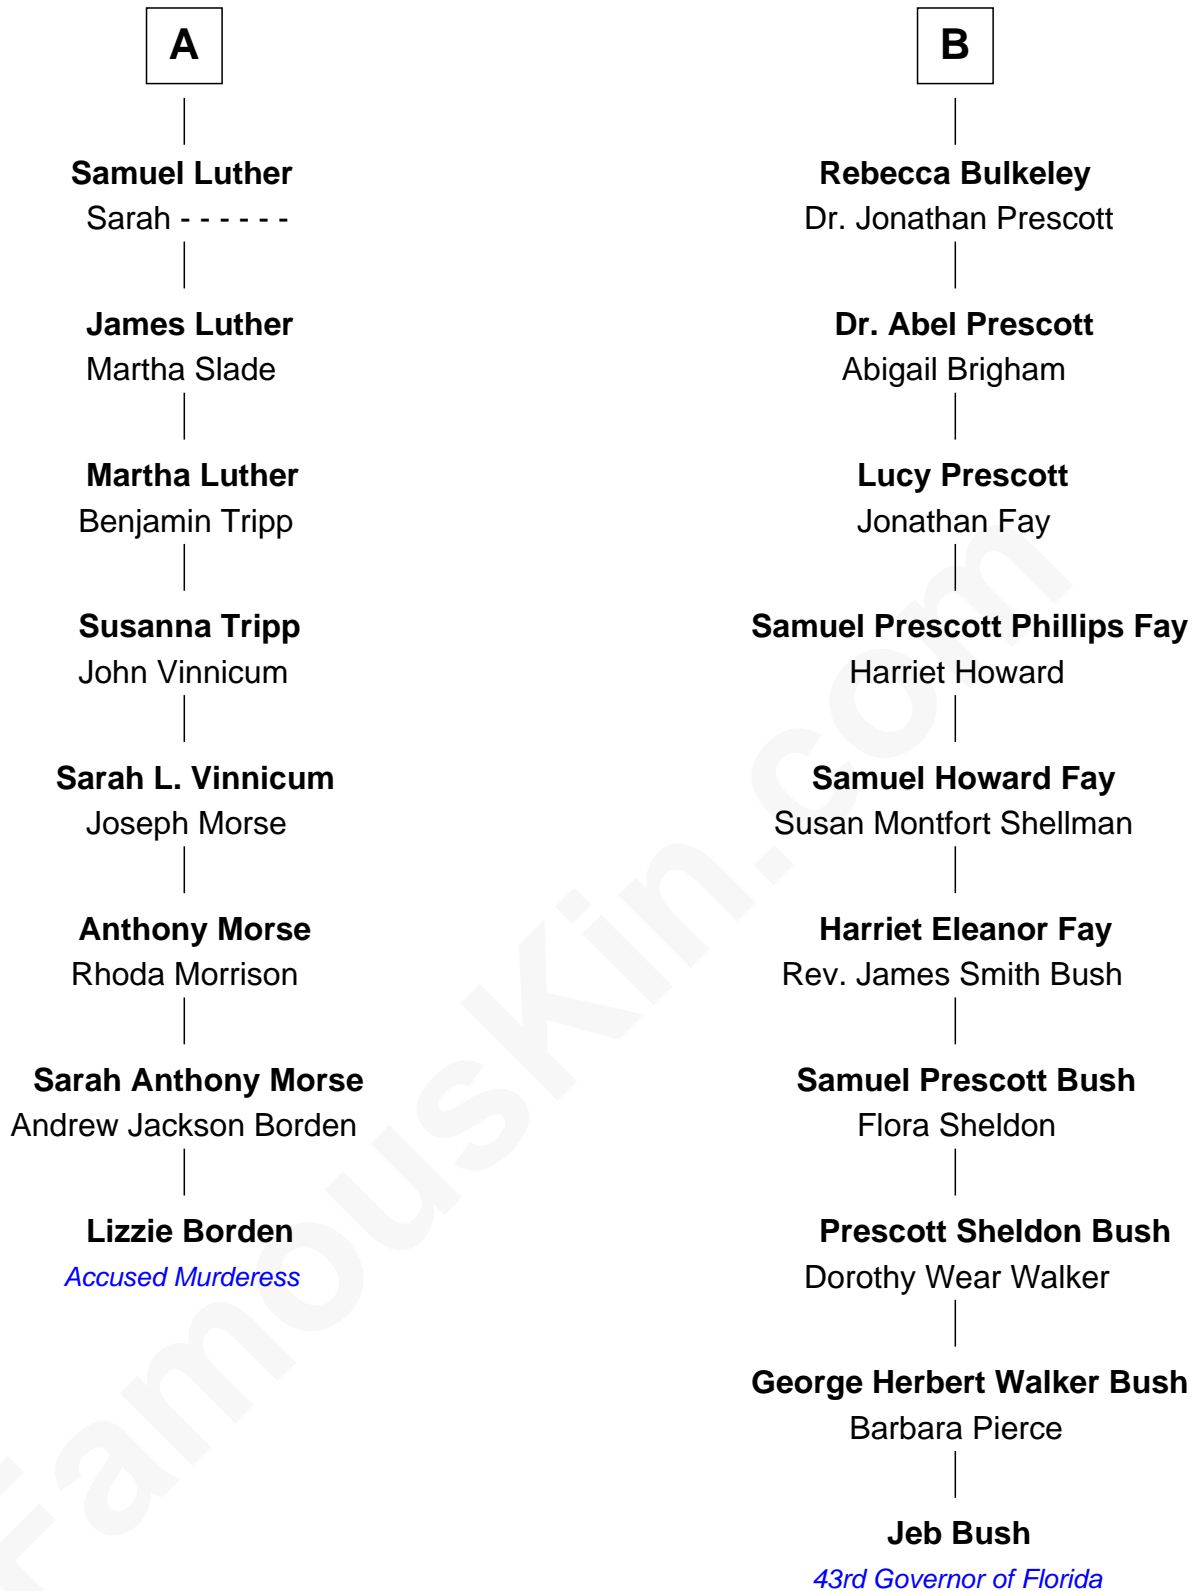 A
Samuel Luther
Sarah - - - - - -
James Luther
Martha Slade
Martha Luther
Benjamin Tripp
Susanna Tripp
John Vinnicum
Sarah L. Vinnicum
Joseph Morse
Anthony Morse
Rhoda Morrison
Sarah Anthony Morse
Andrew Jackson Borden
Lizzie Borden
Accused Murderess
B
Rebecca Bulkeley
Dr. Jonathan Prescott
Dr. Abel Prescott
Abigail Brigham
Lucy Prescott
Jonathan Fay
Samuel Prescott Phillips Fay
Harriet Howard
Samuel Howard Fay
Susan Montfort Shellman
Harriet Eleanor Fay
Rev. James Smith Bush
Samuel Prescott Bush
Flora Sheldon
Prescott Sheldon Bush
Dorothy Wear Walker
George Herbert Walker Bush
Barbara Pierce
Jeb Bush
43rd Governor of Florida
FamousKin.com